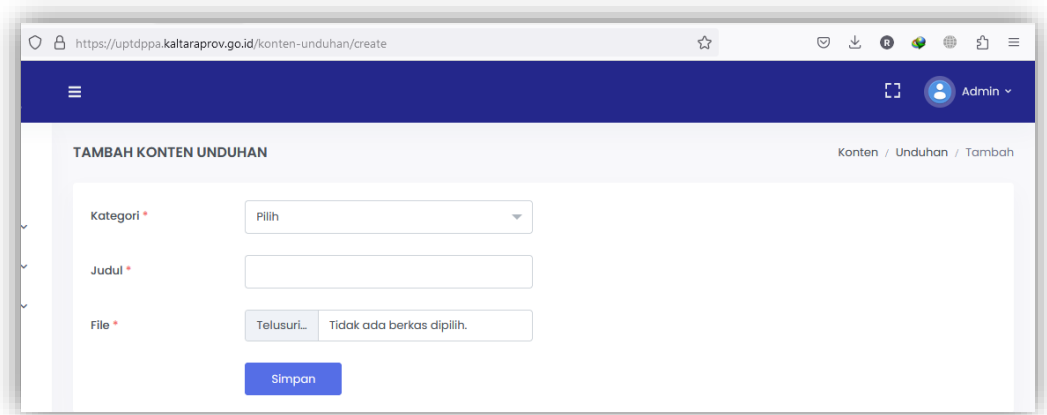 https://uptdppa.kaltaraprov.go.id/konten-unduhan/create
R
Admin
TAMBAH KONTEN UNDUHAN
Konten / Unduhan / Tambah
Kategori *
Pilih
Judul *
File *
Telusuri...
Tidak ada berkas dipilih.
Simpan